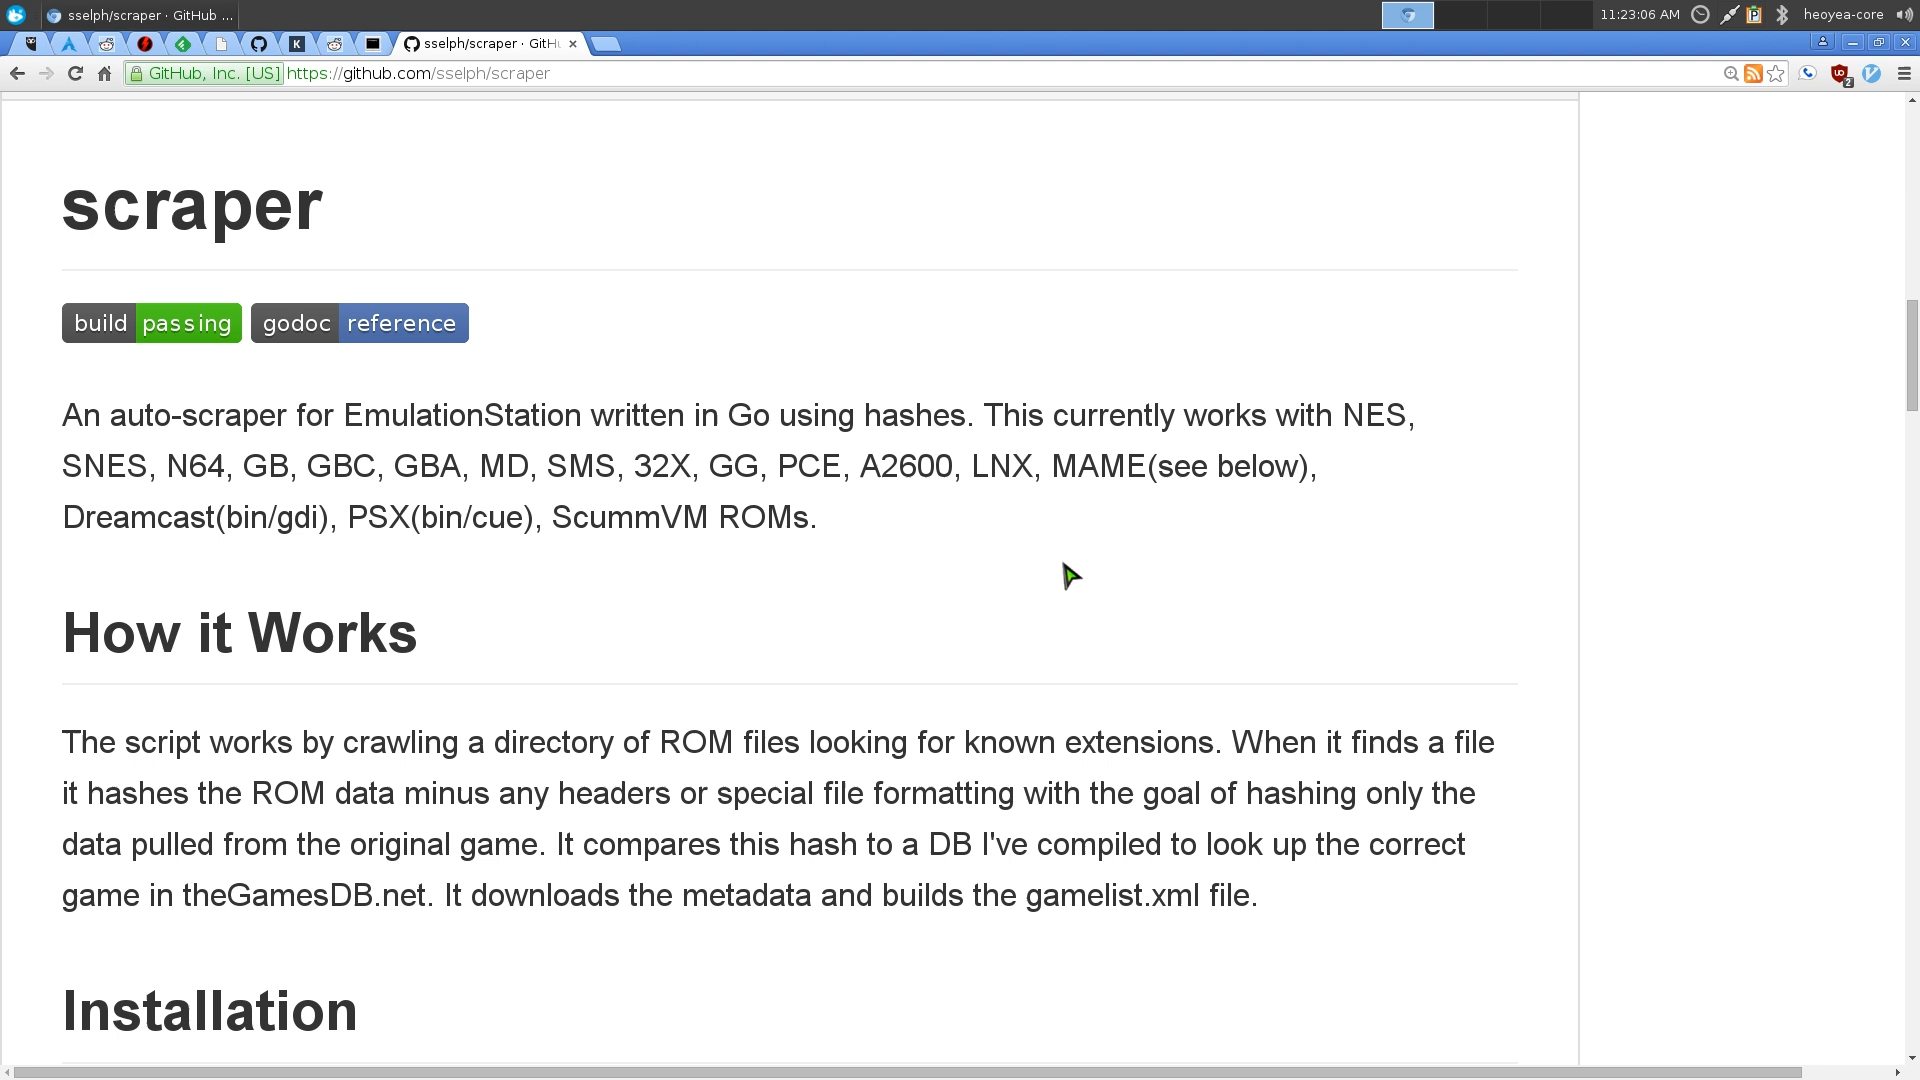 sselph/scraper · GitHub ...
11:23:06 AM
heoyea-core
K
sselph/scraper · GitHu
GitHub, Inc. [US]
https://github.com/sselph/scraper
2
scraper
build passing
godoc reference
An auto-scraper for EmulationStation written in Go using hashes. This currently works with NES,
SNES, N64, GB, GBC, GBA, MD, SMS, 32X, GG, PCE, A2600, LNX, MAME(see below),
Dreamcast(bin/gdi), PSX(bin/cue), ScummVM ROMs.
How it Works
The script works by crawling a directory of ROM files looking for known extensions. When it finds a file
it hashes the ROM data minus any headers or special file formatting with the goal of hashing only the
data pulled from the original game. It compares this hash to a DB I've compiled to look up the correct
game in theGamesDB.net. It downloads the metadata and builds the gamelist.xml file.
Installation